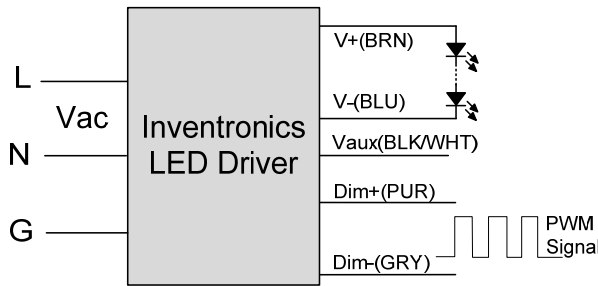 L
Vac
N
G
Inventronics
LED Driver
V+(BRN)
V-(BLU)
Vaux(BLK/WHT)
Dim+(PUR)
Dim-(GRY)
PWM
Signal